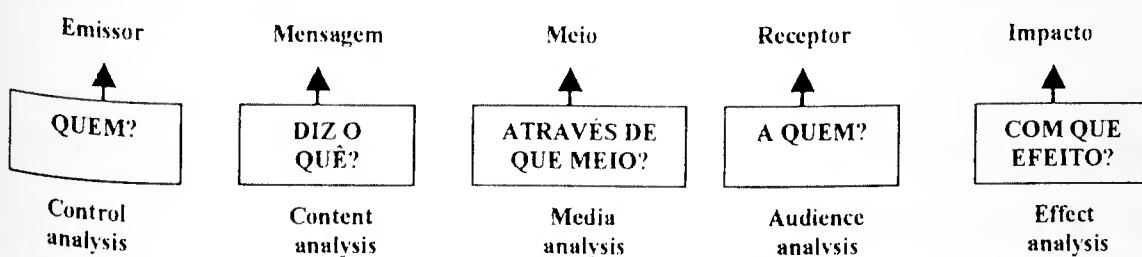 Emissor Mensagem Meio Receptor Impacto
QUEM? DIZ O ATRAVÉS DE A QUEM? COM QUE
QUÊ? QUE MEIO? EFEITO?
Control Content Media Audience Effect
analysis analysis analysis analysis analysis